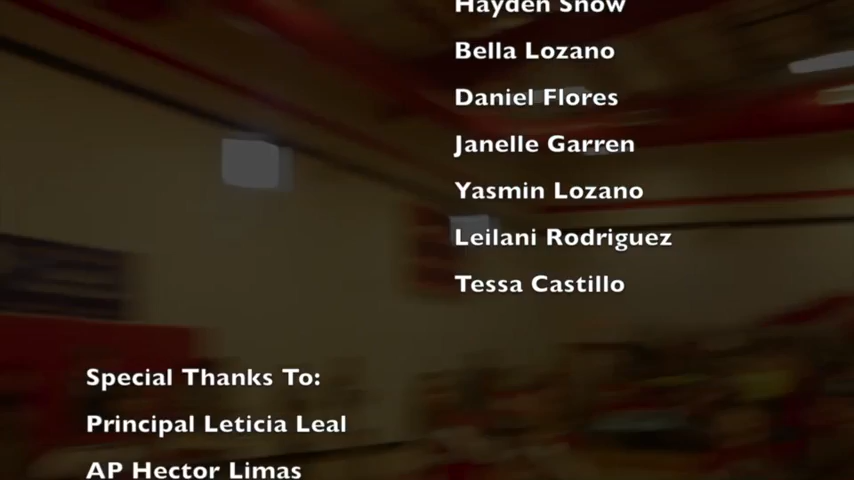 Hayden Snow
Bella Lozano
Daniel Flores
Janelle Garren
Yasmin Lozano
Leilani Rodriguez
Tessa Castillo
Special Thanks To:
Principal Leticia Leal
AP Hector Limas